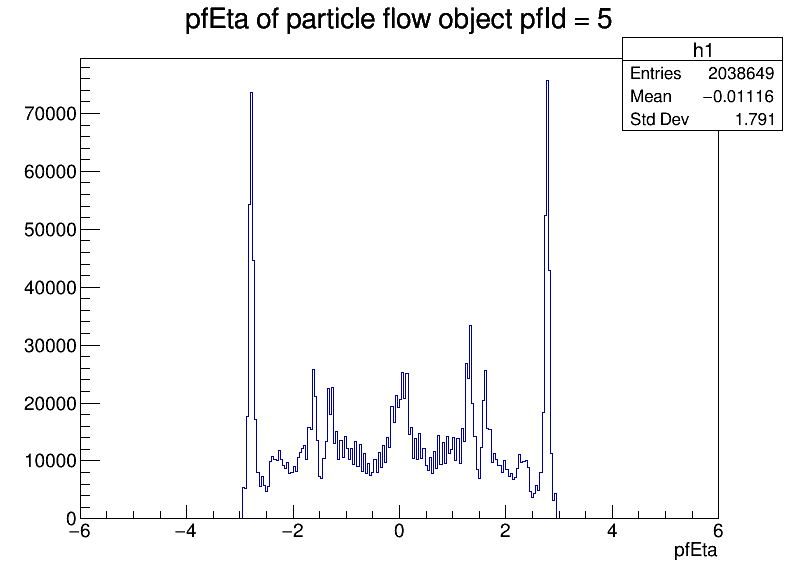 pfEta of particle flow object pfId = 5
h1
Entries 2038649
Mean −0.01116
Std Dev 1.791
70000
60000
50000
40000
30000
20000
10000
0
−6 −4 −2 0 2 4 6
pfEta